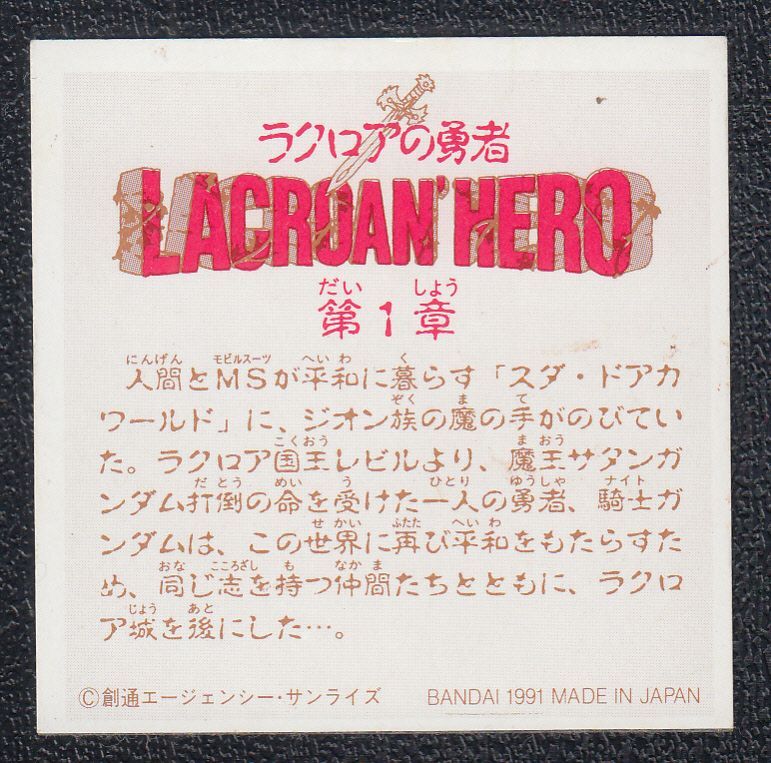 ラクロアの勇者
LACROAN' HERO
だい しょう
第1章
にんげん モビルスーツ へいわ く
人間とMSが平和に暮らす「スダ・ドアカ
ぞく ま て
ワールド」に、ジオン族の魔の手がのびてい
こくおう まおう
た。ラクロア国王レビルより、魔王サタンガ
だとう めい う ひとり ゆうしゃ ナイト
ンダム打倒の命を受けた一人の勇者、騎士ガ
せかい ふたた へいわ
ンダムは、この世界に再び平和をもたらすた
おな こころざし も なかま
め、同じ志を持つ仲間たちとともに、ラクロ
じょう あと
ア城を後にした…。
©創通エージェンシー・サンライズ BANDAI 1991 MADE IN JAPAN